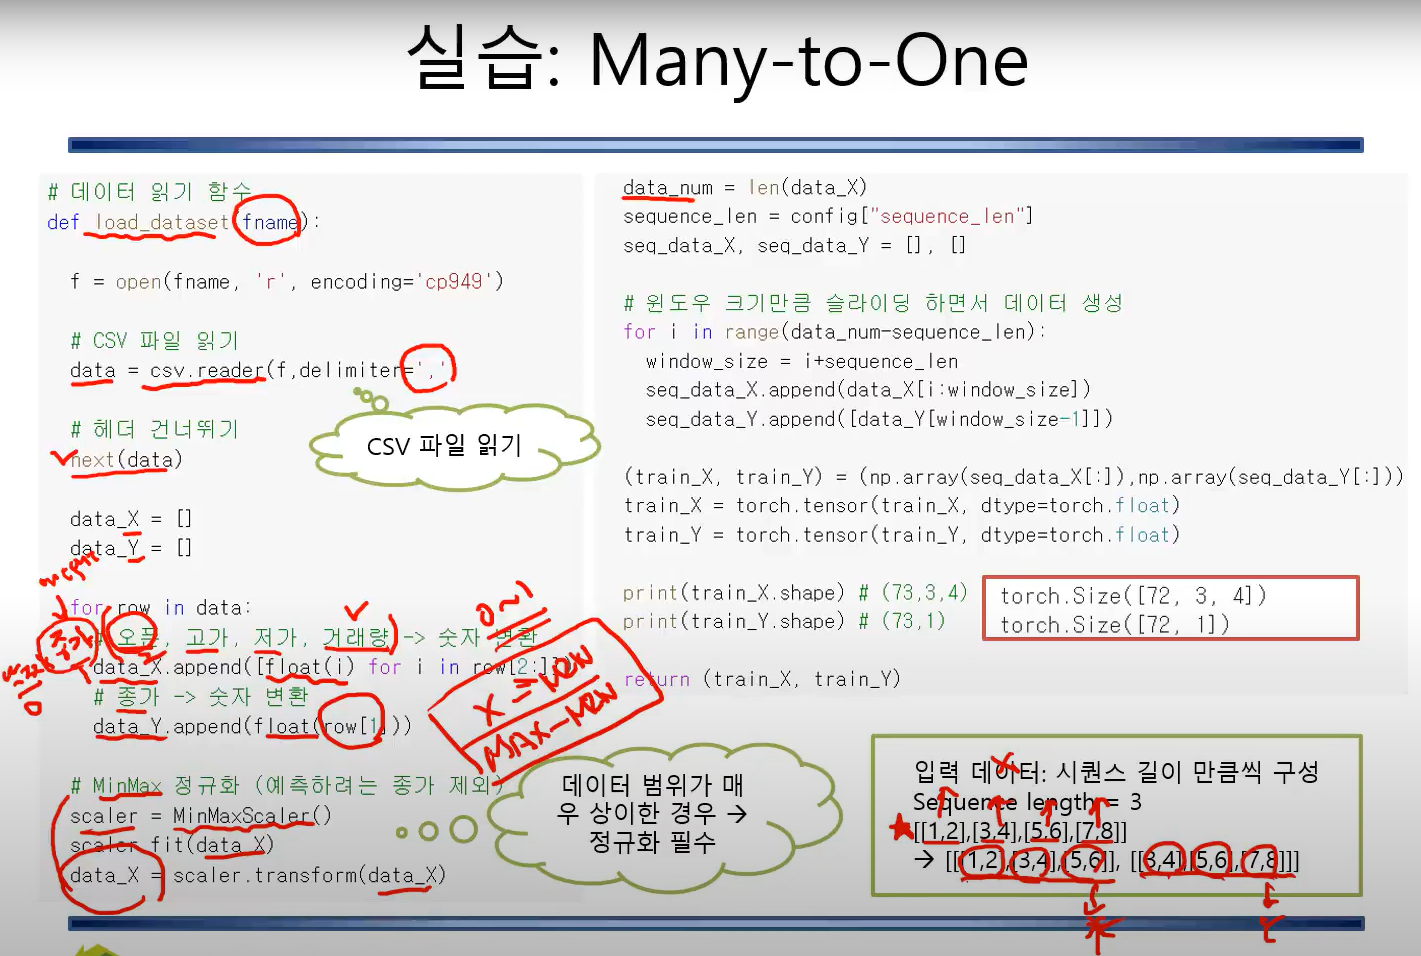 실습: Many-to-One
# 데이터 읽기 함수
def load_dataset(fname):
f = open(fname, 'r', encoding='cp949')
# CSV 파일 읽기
data = csv.reader(f,delimiter=',')
CSV 파일 읽기
# 헤더 건너뛰기
next(data)
data_X = []
data_Y = []
for row in data:
# 오픈, 고가, 저가, 거래량 -> 숫자 변환
data_X.append([float(i) for i in row[2:]])
# 종가 -> 숫자 변환
data_Y.append(float(row[1]))
종가
0~1
X - MIN
MAX-MIN
# MinMax 정규화 (예측하려는 종가 제외)
scaler = MinMaxScaler()
scaler.fit(data_X)
data_X = scaler.transform(data_X)
데이터 범위가 매
우 상이한 경우 →
정규화 필수
data_num = len(data_X)
sequence_len = config["sequence_len"]
seq_data_X, seq_data_Y = [], []
# 윈도우 크기만큼 슬라이딩 하면서 데이터 생성
for i in range(data_num-sequence_len):
window_size = i+sequence_len
seq_data_X.append(data_X[i:window_size])
seq_data_Y.append([data_Y[window_size-1]])
(train_X, train_Y) = (np.array(seq_data_X[:]),np.array(seq_data_Y[:]))
train_X = torch.tensor(train_X, dtype=torch.float)
train_Y = torch.tensor(train_Y, dtype=torch.float)
print(train_X.shape) # (73,3,4)
print(train_Y.shape) # (73,1)
torch.Size([72, 3, 4])
torch.Size([72, 1])
return (train_X, train_Y)
입력 데이터: 시퀀스 길이 만큼씩 구성
Sequence length = 3
[[1,2],[3,4],[5,6],[7,8]]
→ [[[1,2],[3,4],[5,6]], [[3,4],[5,6],[7,8]]]
Y